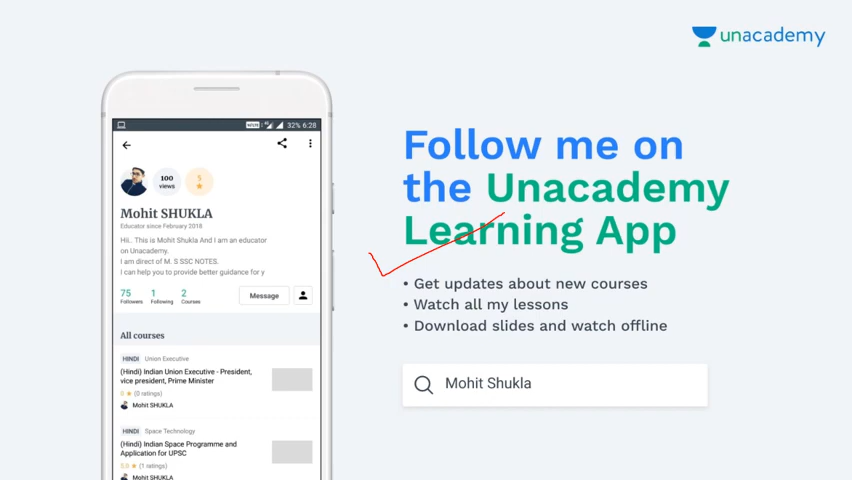 unacademy
32% 6:28
100
views
5
Mohit SHUKLA
Educator since February 2018
Hii.. This is Mohit Shukla And I am an educator
on Unacademy.
I am direct of M. S SSC NOTES.
I can help you to provide better guidance for y
75 1 2
Followers Following Courses
Message
All courses
HINDI Union Executive
(Hindi) Indian Union Executive - President,
vice president, Prime Minister
0 ★ (0 ratings)
Mohit SHUKLA
HINDI Space Technology
(Hindi) Indian Space Programme and
Application for UPSC
5.0 ★ (1 ratings)
Mohit SHUKLA
Follow me on
the Unacademy
Learning App
• Get updates about new courses
• Watch all my lessons
• Download slides and watch offline
Mohit Shukla